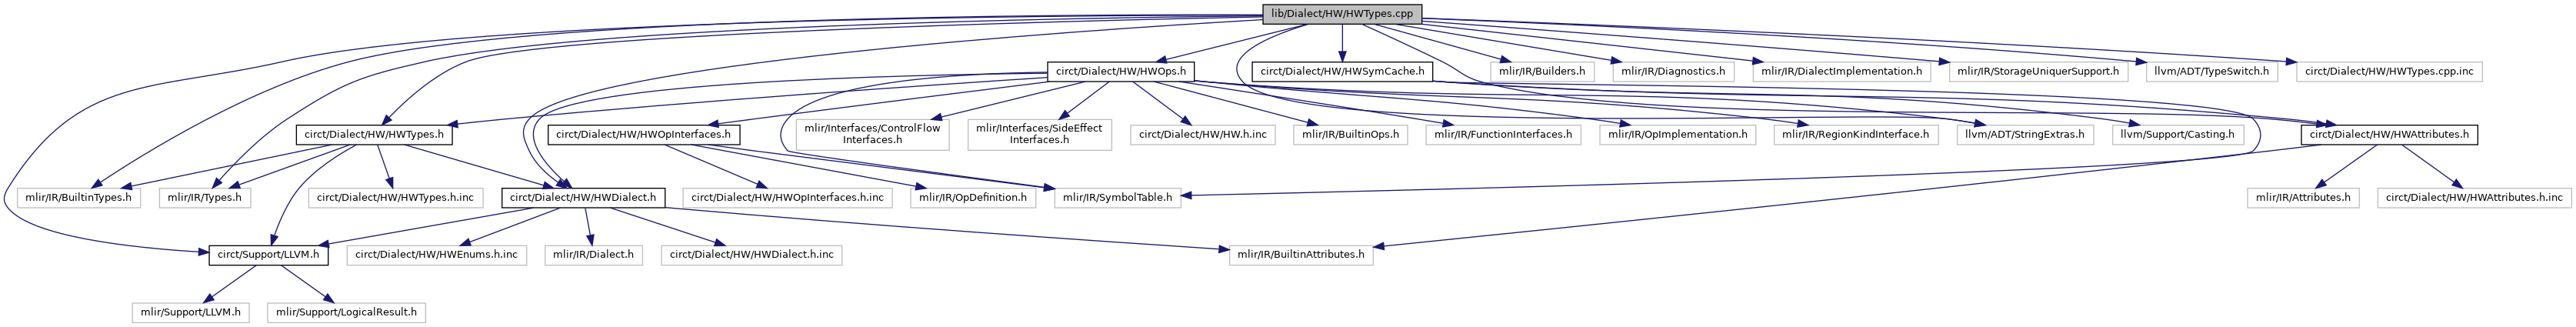 lib/Dialect/HW/HWTypes.cpp
circt/Dialect/HW/HWOps.h
circt/Dialect/HW/HWSymCache.h
mlir/IR/Builders.h
mlir/IR/Diagnostics.h
mlir/IR/DialectImplementation.h
mlir/IR/StorageUniquerSupport.h
llvm/ADT/TypeSwitch.h
circt/Dialect/HW/HWTypes.cpp.inc
circt/Dialect/HW/HWTypes.h
circt/Dialect/HW/HWOpInterfaces.h
mlir/Interfaces/ControlFlow
Interfaces.h
mlir/Interfaces/SideEffect
Interfaces.h
circt/Dialect/HW/HW.h.inc
mlir/IR/BuiltinOps.h
mlir/IR/FunctionInterfaces.h
mlir/IR/OpImplementation.h
mlir/IR/RegionKindInterface.h
llvm/ADT/StringExtras.h
llvm/Support/Casting.h
circt/Dialect/HW/HWAttributes.h
mlir/IR/BuiltinTypes.h
mlir/IR/Types.h
circt/Dialect/HW/HWTypes.h.inc
circt/Dialect/HW/HWDialect.h
circt/Dialect/HW/HWOpInterfaces.h.inc
mlir/IR/OpDefinition.h
mlir/IR/SymbolTable.h
mlir/IR/Attributes.h
circt/Dialect/HW/HWAttributes.h.inc
circt/Support/LLVM.h
circt/Dialect/HW/HWEnums.h.inc
mlir/IR/Dialect.h
circt/Dialect/HW/HWDialect.h.inc
mlir/IR/BuiltinAttributes.h
mlir/Support/LLVM.h
mlir/Support/LogicalResult.h